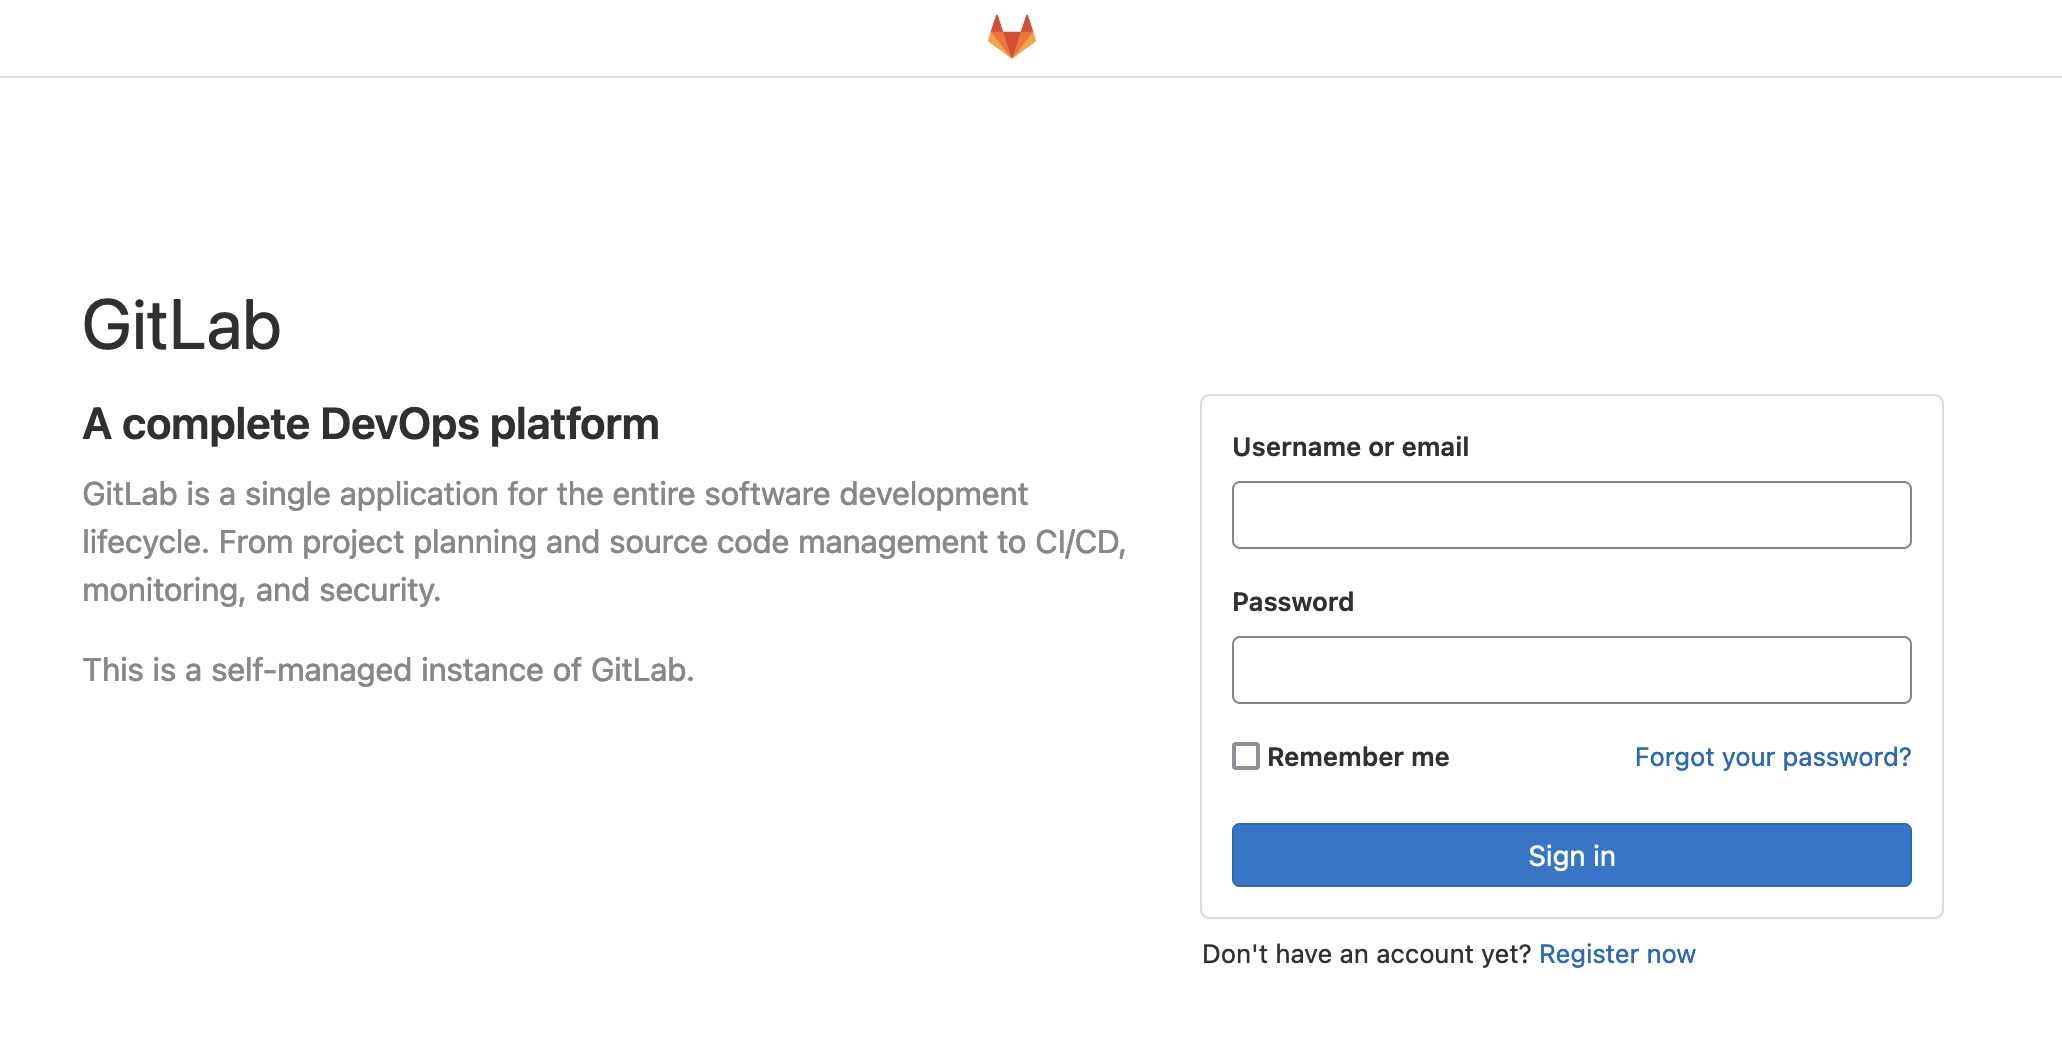 GitLab
A complete DevOps platform
GitLab is a single application for the entire software development
lifecycle. From project planning and source code management to CI/CD,
monitoring, and security.
This is a self-managed instance of GitLab.
Username or email
Password
Remember me
Forgot your password?
Sign in
Don't have an account yet? Register now